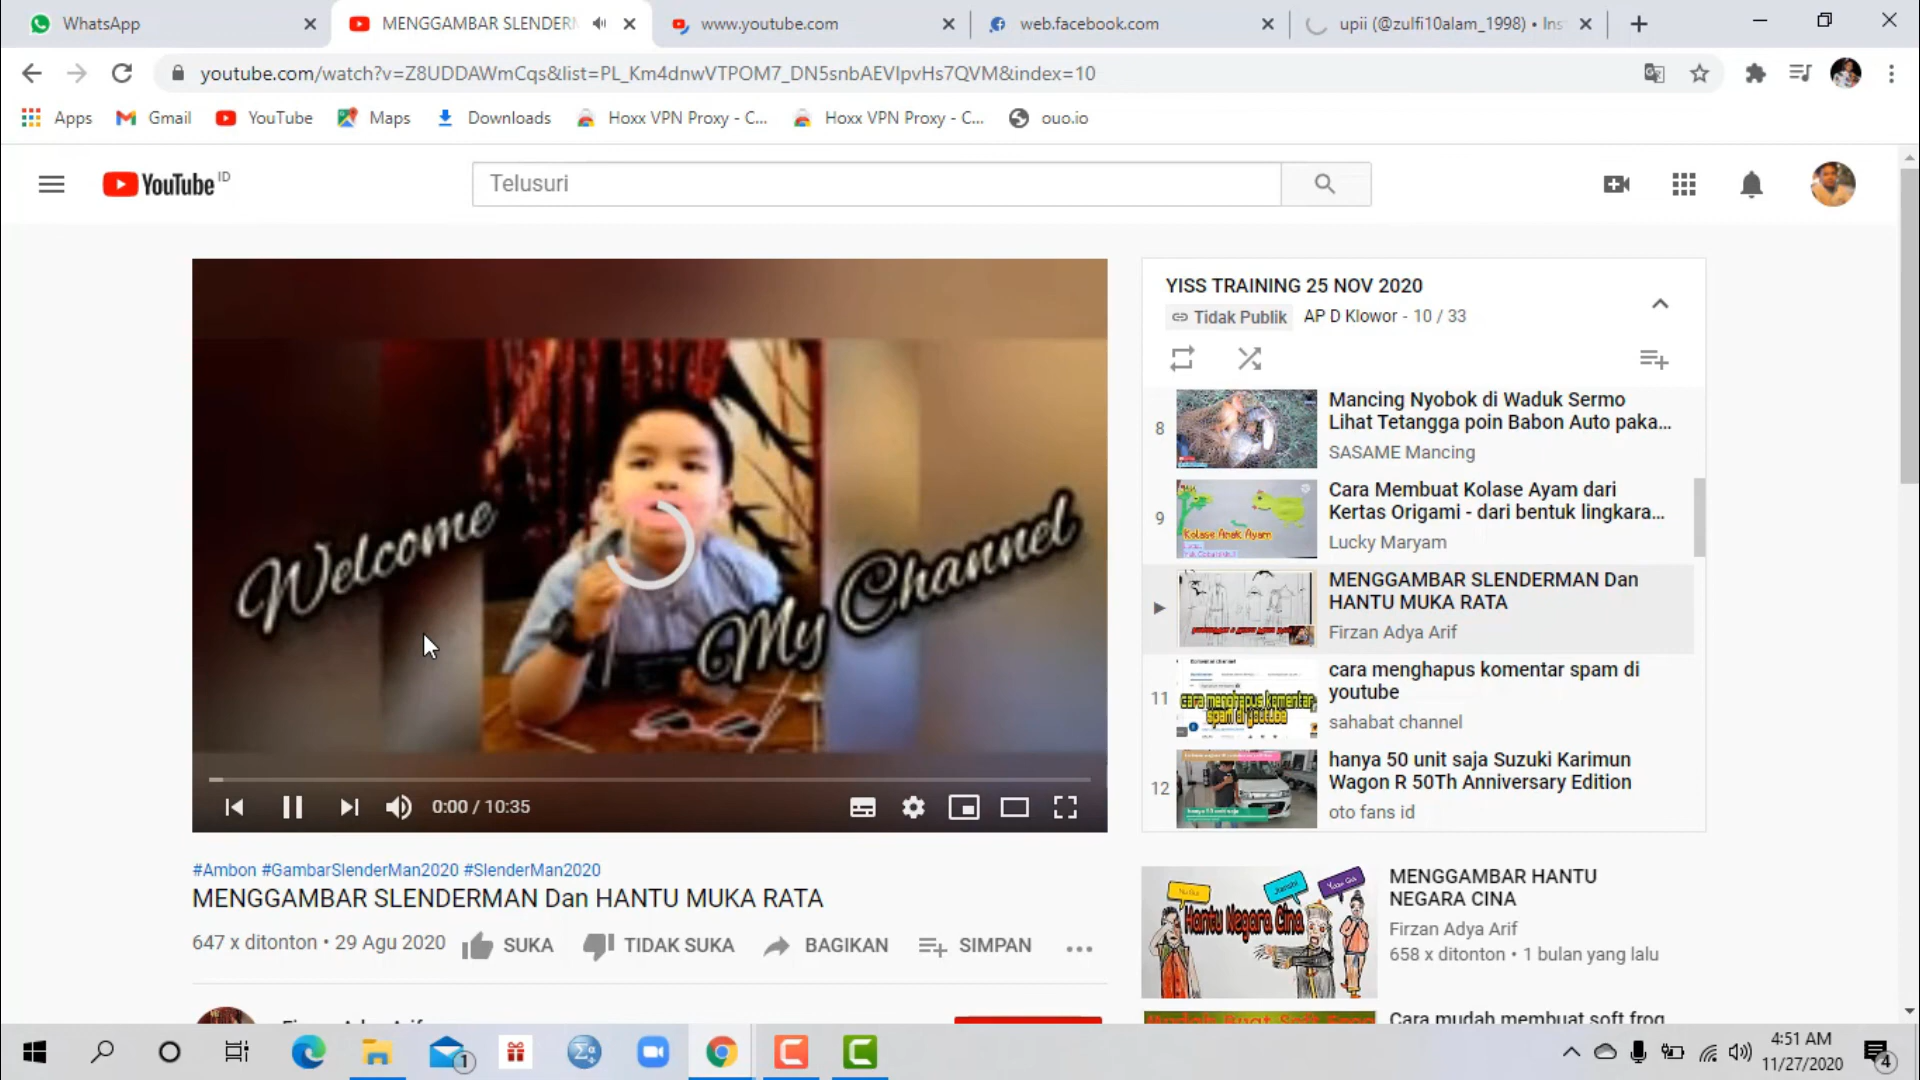 WhatsApp
MENGGAMBAR SLENDERM
www.youtube.com
web.facebook.com
upii (@zulfi10alam_1998) • Ins
youtube.com/watch?v=Z8UDDAWmCqs&list=PL_Km4dnwVTPOM7_DN5snbAEVIpvHs7QVM&index=10
Apps
Gmail
YouTube
Maps
Downloads
Hoxx VPN Proxy - C...
Hoxx VPN Proxy - C...
ouo.io
YouTube ID
Telusuri
Welcome
My Channel
0:00 / 10:35
#Ambon #GambarSlenderMan2020 #SlenderMan2020
MENGGAMBAR SLENDERMAN Dan HANTU MUKA RATA
647 x ditonton • 29 Agu 2020
SUKA
TIDAK SUKA
BAGIKAN
SIMPAN
YISS TRAINING 25 NOV 2020
Tidak Publik
AP D Klowor - 10 / 33
8
Mancing Nyobok di Waduk Sermo
Lihat Tetangga poin Babon Auto paka...
SASAME Mancing
9
Kolase Anak Ayam
Cara Membuat Kolase Ayam dari
Kertas Origami - dari bentuk lingkara...
Lucky Maryam
MENGGAMBAR SLENDERMAN Dan
HANTU MUKA RATA
Firzan Adya Arif
11
cara menghapus komentar
spam di youtube
cara menghapus komentar spam di
youtube
sahabat channel
12
hanya 50 unit saja Suzuki Karimun
Wagon R 50Th Anniversary Edition
oto fans id
Hantu Negara Cina
MENGGAMBAR HANTU
NEGARA CINA
Firzan Adya Arif
658 x ditonton • 1 bulan yang lalu
Cara mudah membuat soft frog
1
4:51 AM
11/27/2020
4